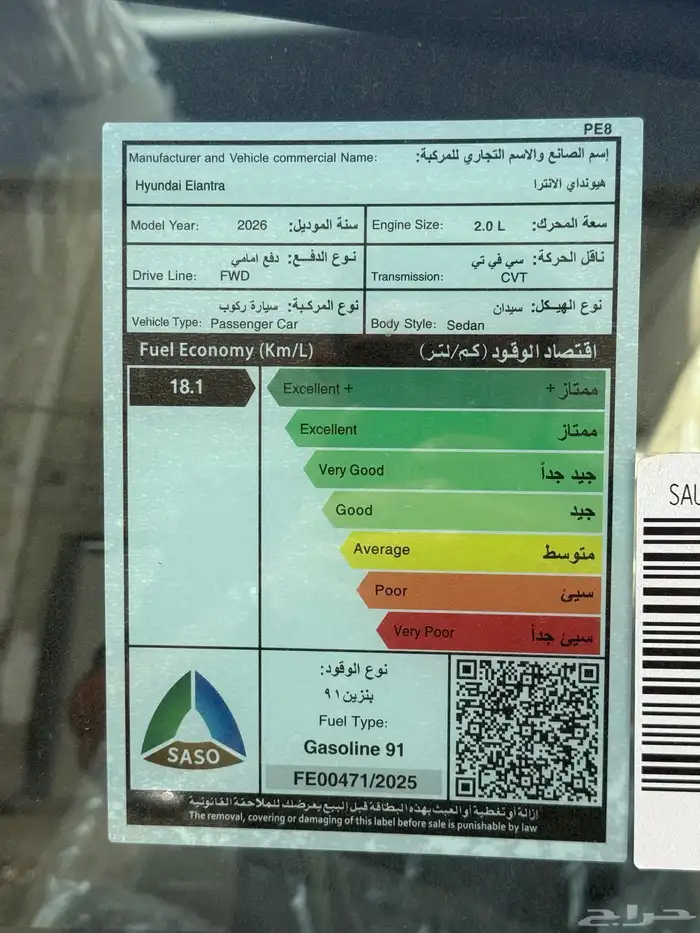 PE8
Manufacturer and Vehicle commercial Name: إسم الصانع والاسم التجاري للمركبة:
Hyundai Elantra هيونداي الانترا
Model Year: 2026 سنة الموديل:
Engine Size: 2.0 L سعة المحرك:
نوع الدفع: دفع امامي
Drive Line: FWD
ناقل الحركة: سي في تي
Transmission: CVT
نوع المركبة: سيارة ركوب
Vehicle Type: Passenger Car
نوع الهيكل: سيدان
Body Style: Sedan
Fuel Economy (Km/L) اقتصاد الوقود (كم/لتر)
18.1
Excellent + ممتاز +
Excellent ممتاز
Very Good جيد جداً
Good جيد
Average متوسط
Poor سيئ
Very Poor سيئ جداً
SASO
نوع الوقود:
بنزين ٩١
Fuel Type:
Gasoline 91
FE00471/2025
إزالة أو تغطية أو العبث بهذه البطاقة قبل البيع يعرضك للملاحقة القانونية
The removal, covering or damaging of this label before sale is punishable by law
SAU
حراج